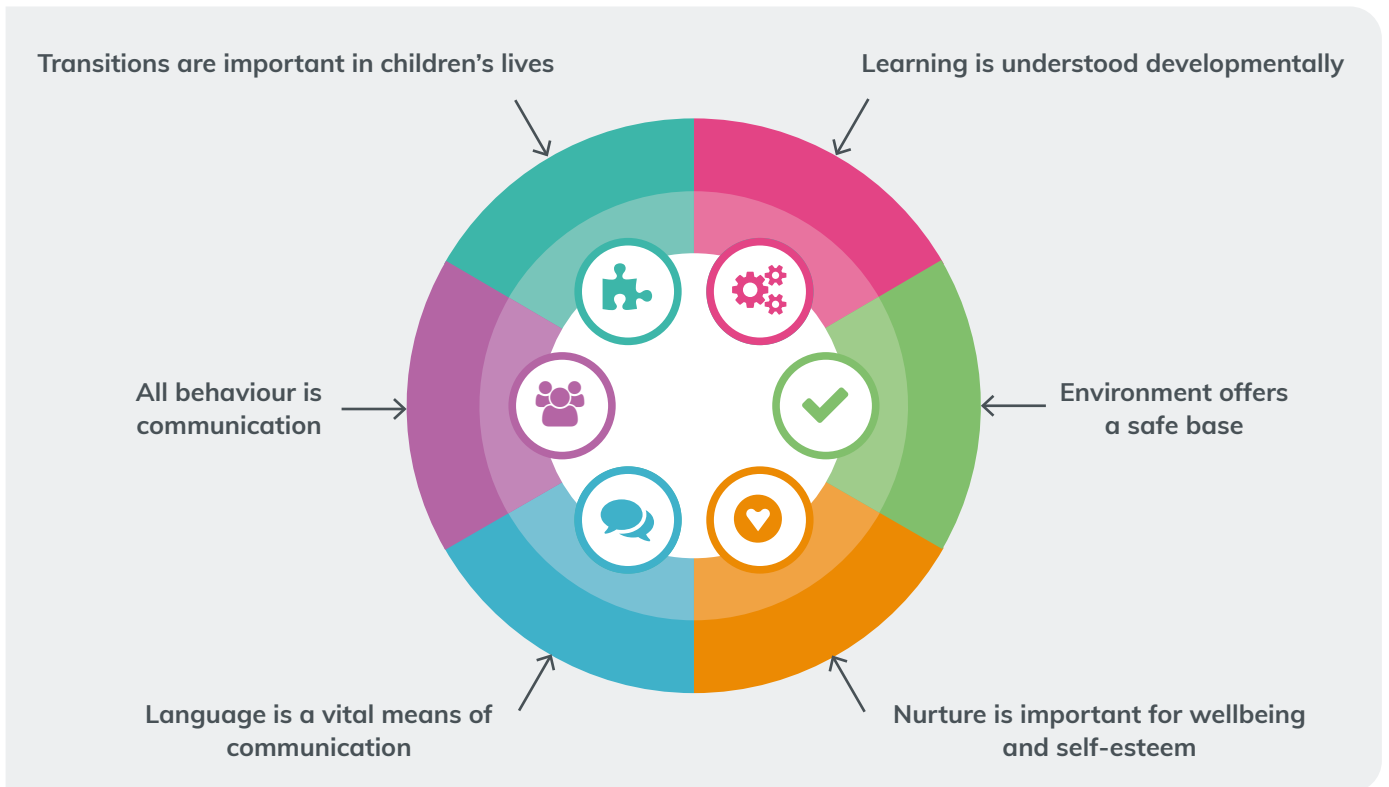 Transitions are important in children’s lives
Learning is understood developmentally
All behaviour is
communication
Environment offers
a safe base
Language is a vital means of
communication
Nurture is important for wellbeing
and self-esteem